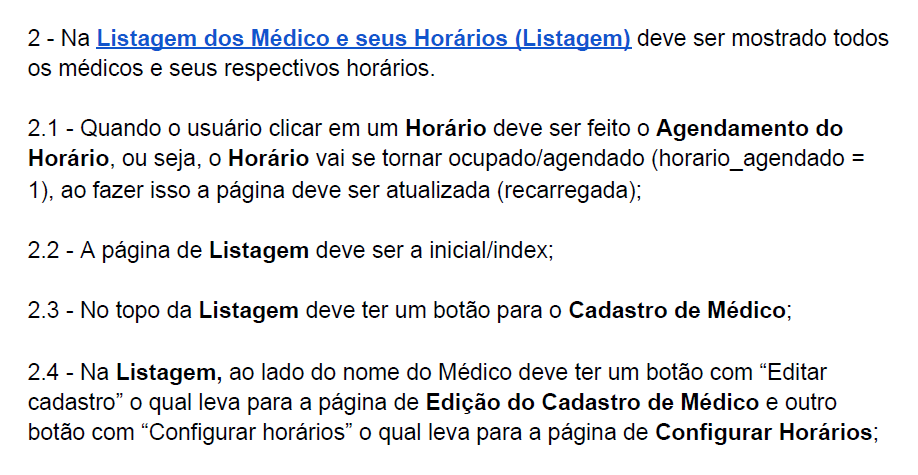 2 - Na Listagem dos Médico e seus Horários (Listagem) deve ser mostrado todos
os médicos e seus respectivos horários.
2.1 - Quando o usuário clicar em um Horário deve ser feito o Agendamento do
Horário, ou seja, o Horário vai se tornar ocupado/agendado (horario_agendado =
1), ao fazer isso a página deve ser atualizada (recarregada);
2.2 - A página de Listagem deve ser a inicial/index;
2.3 - No topo da Listagem deve ter um botão para o Cadastro de Médico;
2.4 - Na Listagem, ao lado do nome do Médico deve ter um botão com “Editar
cadastro” o qual leva para a página de Edição do Cadastro de Médico e outro
botão com “Configurar horários” o qual leva para a página de Configurar Horários;